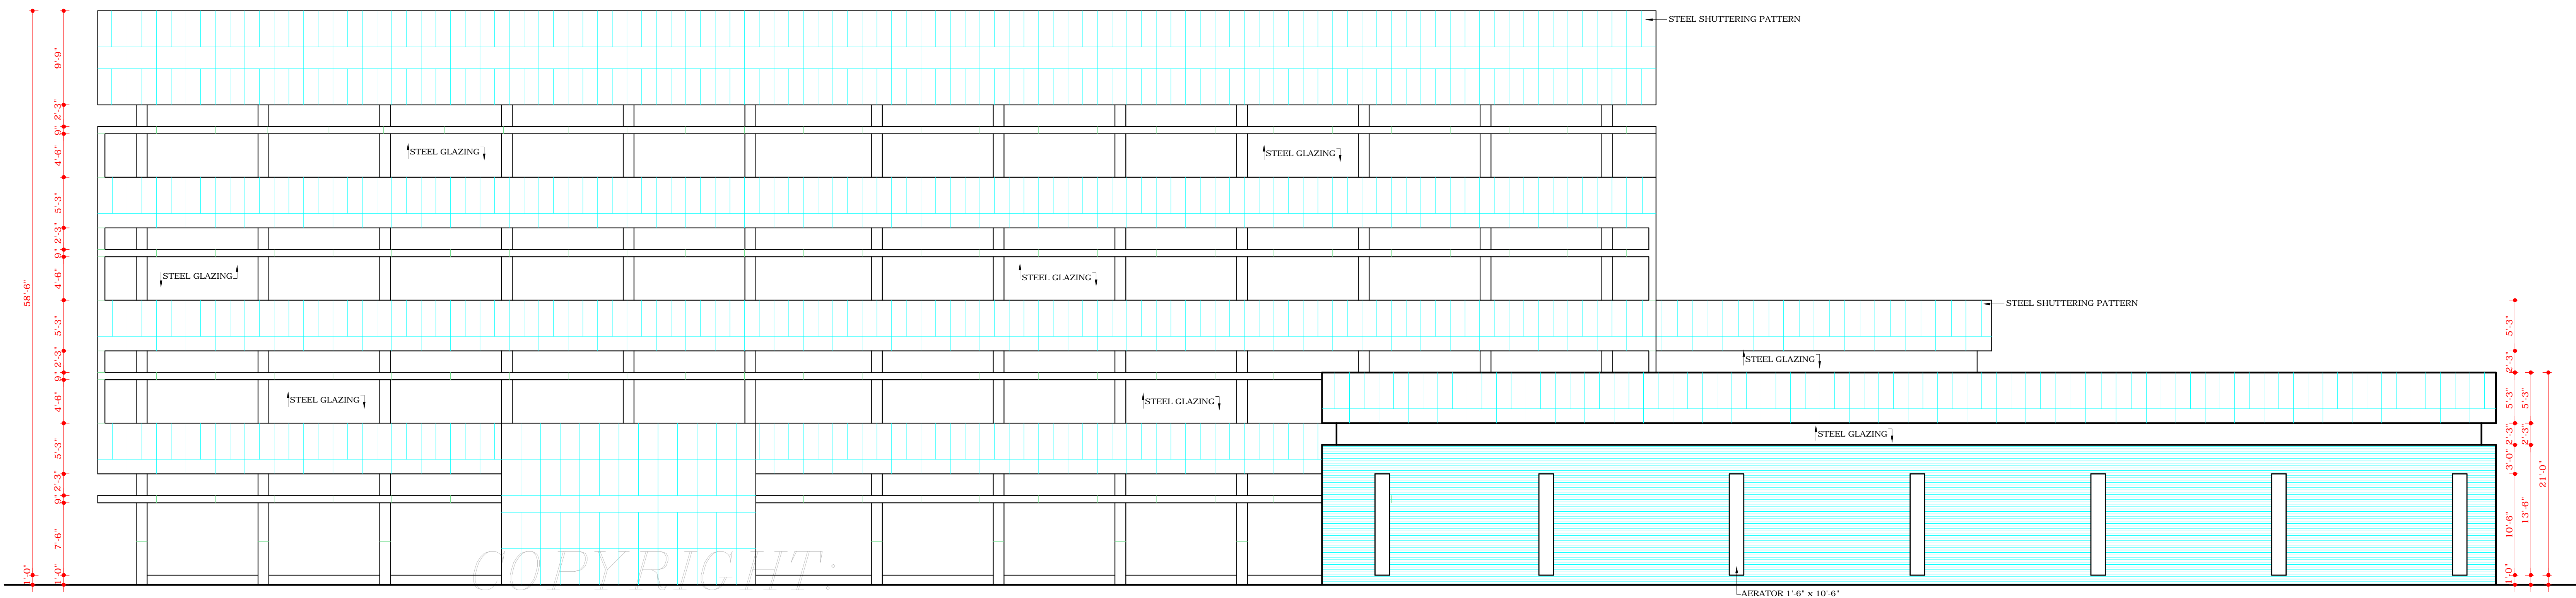 STEEL SHUTTERING PATTERN
9'-9"
2'-3"
9"
4'-6"
STEEL GLAZING
STEEL GLAZING
5'-3"
2'-3"
9"
4'-6"
STEEL GLAZING
STEEL GLAZING
58'-6"
5'-3"
STEEL SHUTTERING PATTERN
5'-3"
2'-3"
STEEL GLAZING
2'-3"
9"
4'-6"
STEEL GLAZING
STEEL GLAZING
5'-3"
5'-3"
5'-3"
STEEL GLAZING
2'-3"
2'-3"
2'-3"
9"
3'-0"
21'-0"
7'-6"
10'-6"
13'-6"
1'-0"
1'-0"
1'-0"
COPYRIGHT:
AERATOR 1'-6" x 10'-6"